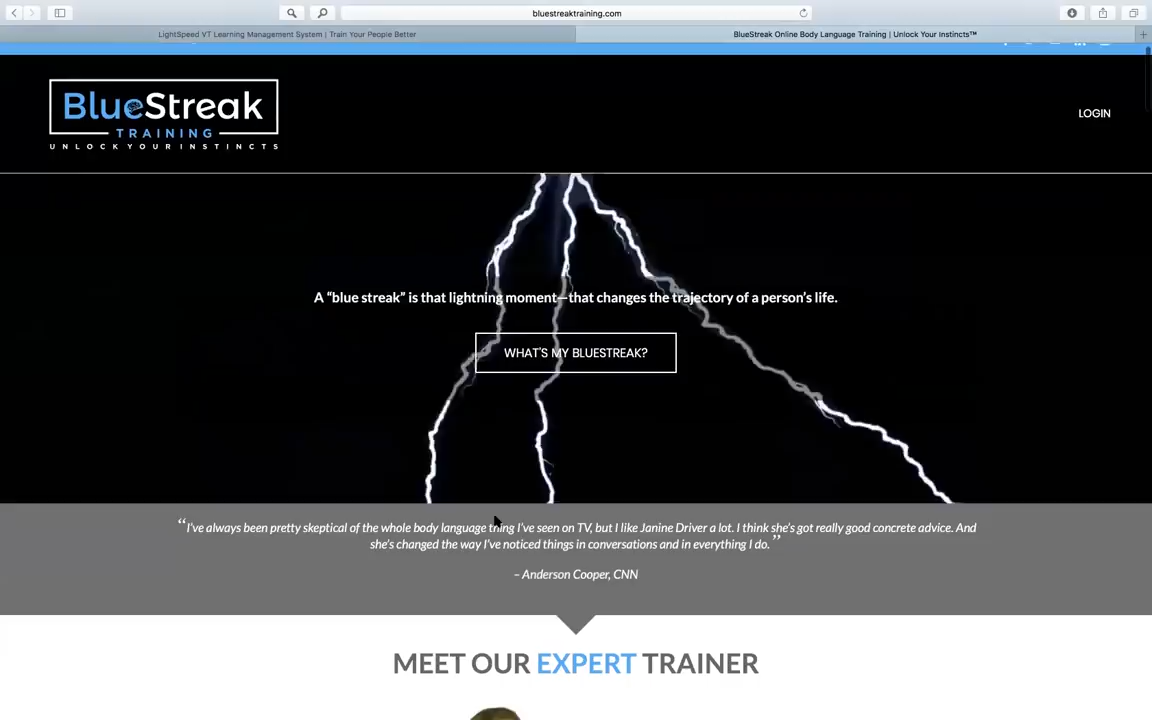 bluestreaktraining.com
LightSpeed VT Learning Management System | Train Your People Better
BlueStreak Online Body Language Training | Unlock Your Instincts™
BlueStreak
TRAINING
UNLOCK YOUR INSTINCTS
LOGIN
A “blue streak” is that lightning moment—that changes the trajectory of a person’s life.
WHAT'S MY BLUESTREAK?
“I’ve always been pretty skeptical of the whole body language thing I’ve seen on TV, but I like Janine Driver a lot. I think she’s got really good concrete advice. And
she’s changed the way I’ve noticed things in conversations and in everything I do.”
– Anderson Cooper, CNN
MEET OUR EXPERT TRAINER